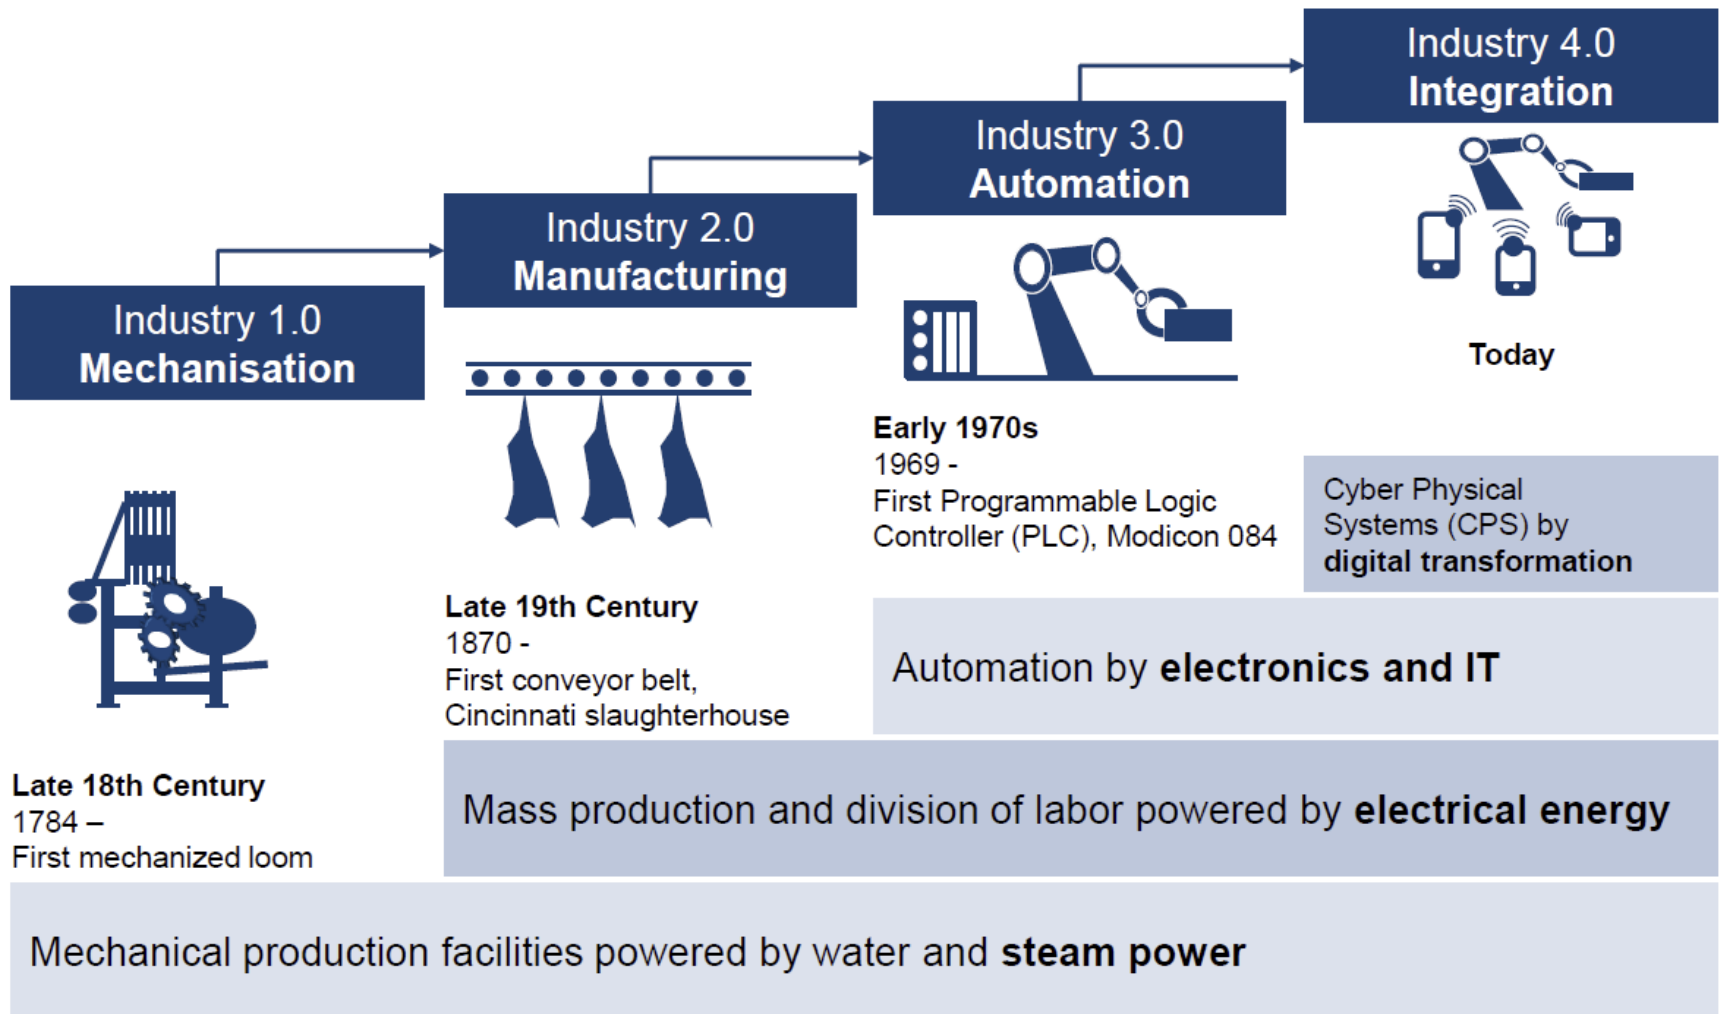 Industry 4.0
Integration
Industry 3.0
Automation
Industry 2.0
Manufacturing
Industry 1.0
Mechanisation
Today
Early 1970s
1969 -
First Programmable Logic
Controller (PLC), Modicon 084
Cyber Physical
Systems (CPS) by
digital transformation
Late 19th Century
1870 -
First conveyor belt,
Cincinnati slaughterhouse
Automation by electronics and IT
Late 18th Century
1784 –
First mechanized loom
Mass production and division of labor powered by electrical energy
Mechanical production facilities powered by water and steam power